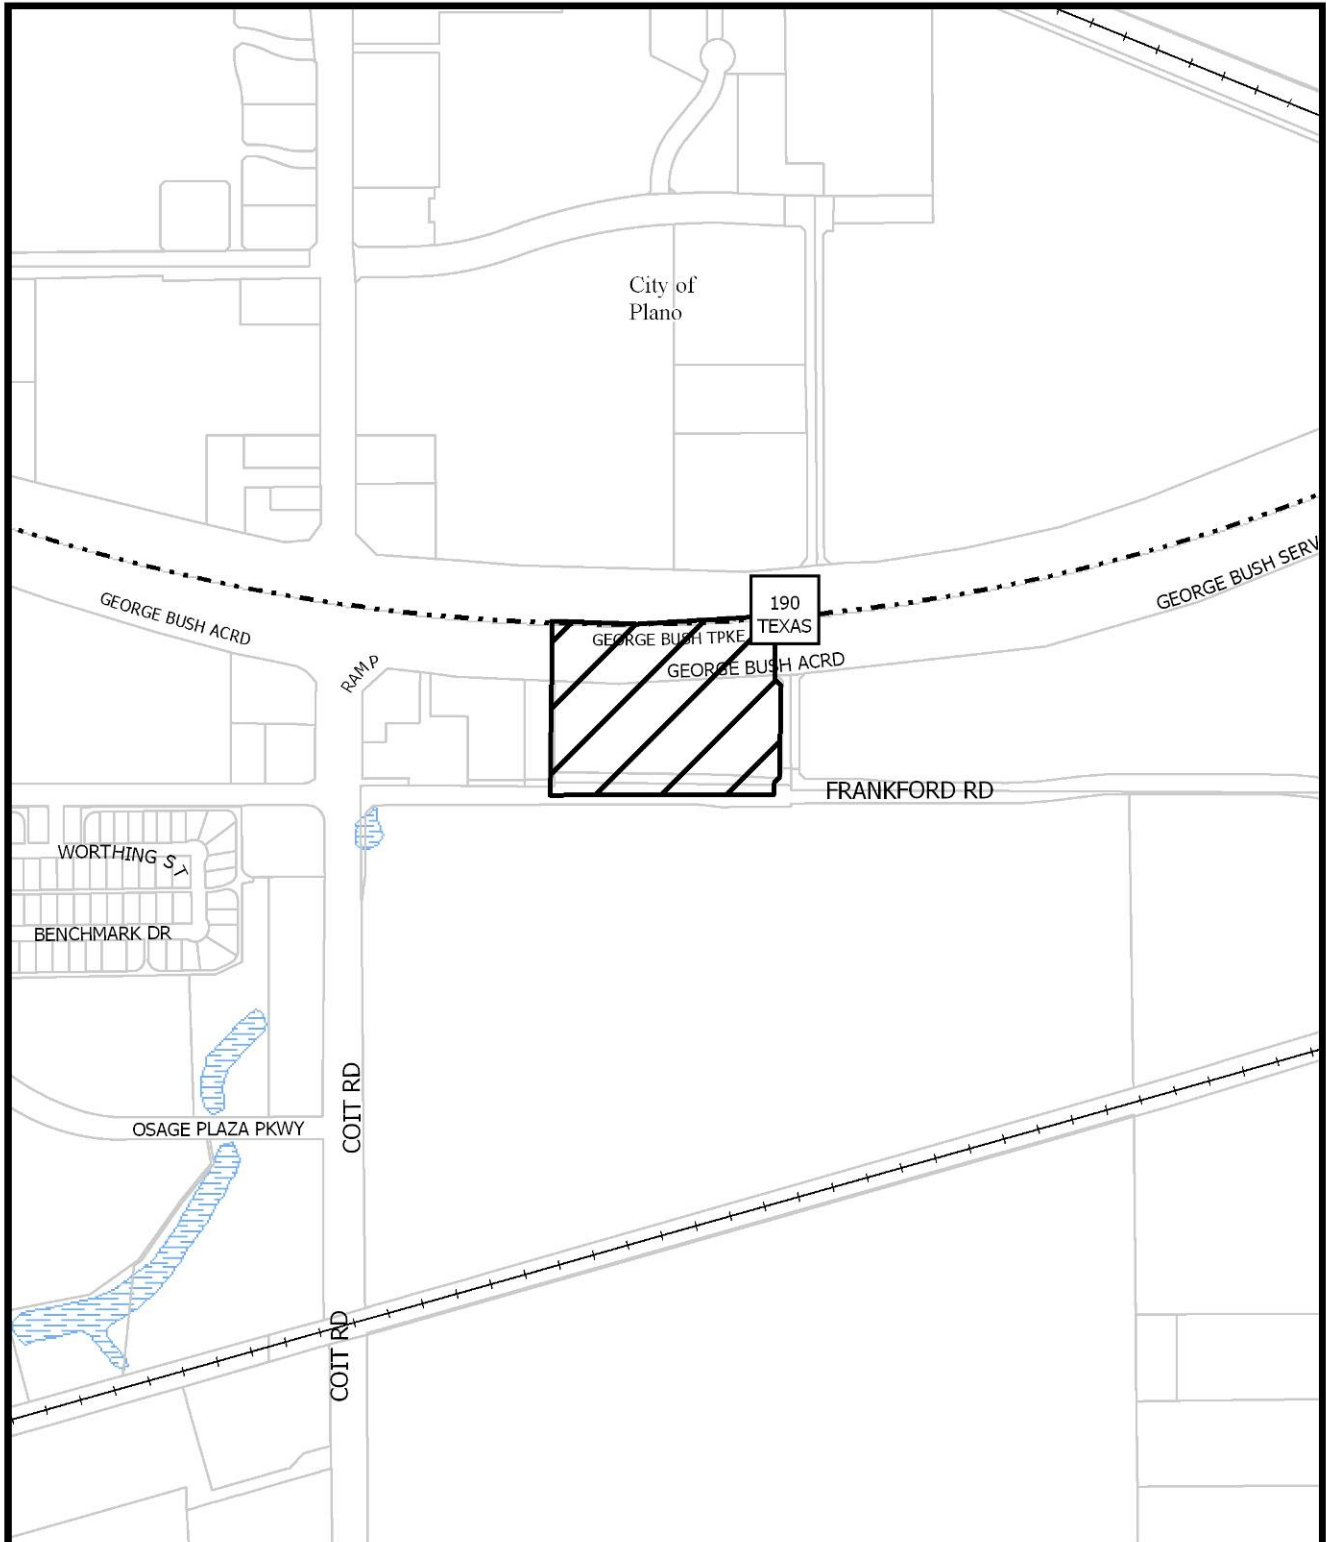 City of
Plano
190
TEXAS
GEORGE BUSH SERV
GEORGE BUSH ACRD
GEORGE BUSH TPKE
GEORGE BUSH ACRD
RAMP
FRANKFORD RD
WORTHING ST
BENCHMARK DR
COIT RD
OSAGE PLAZA PKWY
COIT RD